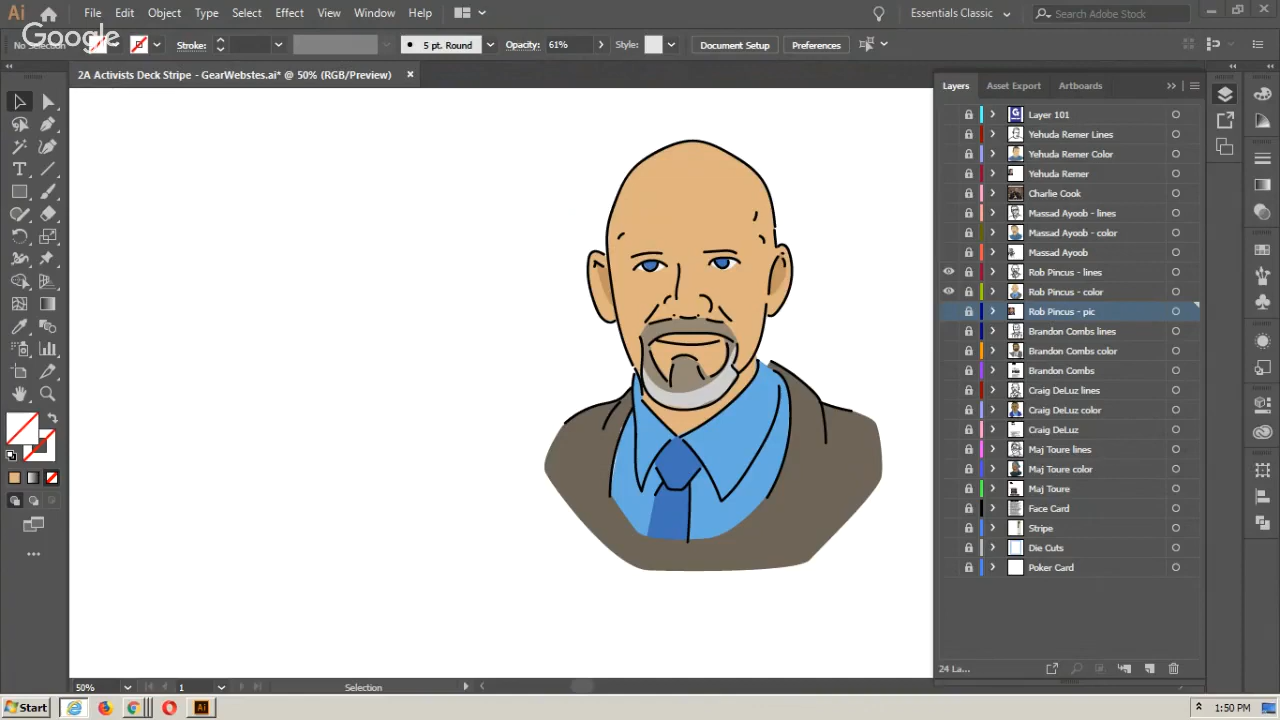 Ai File Edit Object Type Select Effect View Window Help Essentials Classic Search Adobe Stock
Google
No Selection Stroke: 5 pt. Round Opacity: 61% Style: Document Setup Preferences
2A Activists Deck Stripe - GearWebstes.ai* @ 50% (RGB/Preview)
Layers Asset Export Artboards
Layer 101
Yehuda Remer Lines
Yehuda Remer Color
Yehuda Remer
Charlie Cook
Massad Ayoob - lines
Massad Ayoob - color
Massad Ayoob
Rob Pincus - lines
Rob Pincus - color
Rob Pincus - pic
Brandon Combs lines
Brandon Combs color
Brandon Combs
Craig DeLuz lines
Craig DeLuz color
Craig DeLuz
Maj Toure lines
Maj Toure color
Maj Toure
Face Card
Stripe
Die Cuts
Poker Card
24 La...
50% 1 Selection
Start Ai 1:50 PM